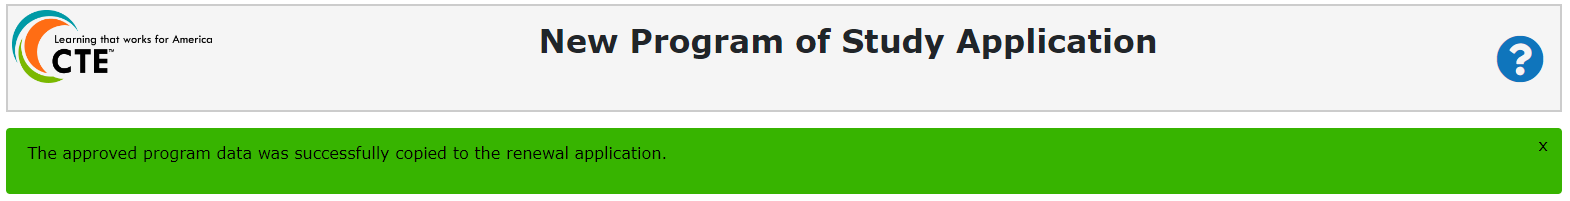 Learning that works for America
CTE™
New Program of Study Application
?
The approved program data was successfully copied to the renewal application.
x